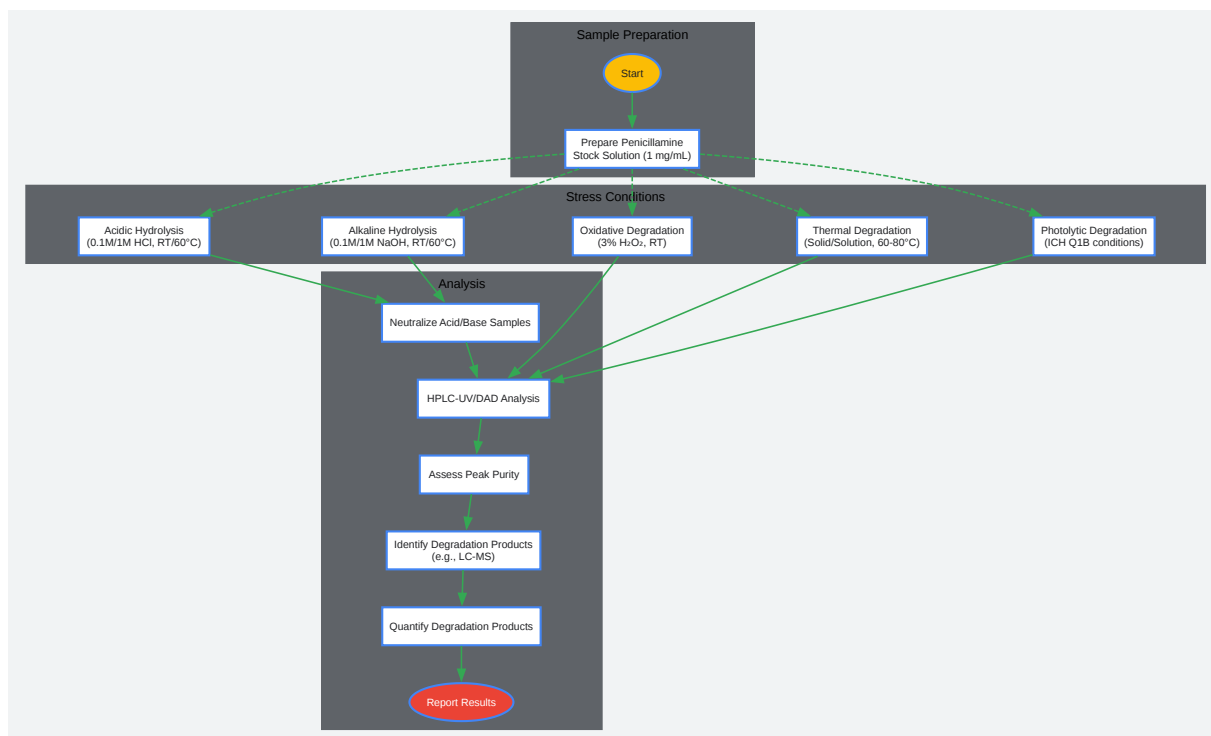 Sample Preparation
Start
Prepare Penicillamine
Stock Solution (1 mg/mL)
Stress Conditions
Acidic Hydrolysis
(0.1M/1M HCl, RT/60°C)
Alkaline Hydrolysis
(0.1M/1M NaOH, RT/60°C)
Oxidative Degradation
(3% H₂O₂, RT)
Thermal Degradation
(Solid/Solution, 60-80°C)
Photolytic Degradation
(ICH Q1B conditions)
Analysis
Neutralize Acid/Base Samples
HPLC-UV/DAD Analysis
Assess Peak Purity
Identify Degradation Products
(e.g., LC-MS)
Quantify Degradation Products
Report Results